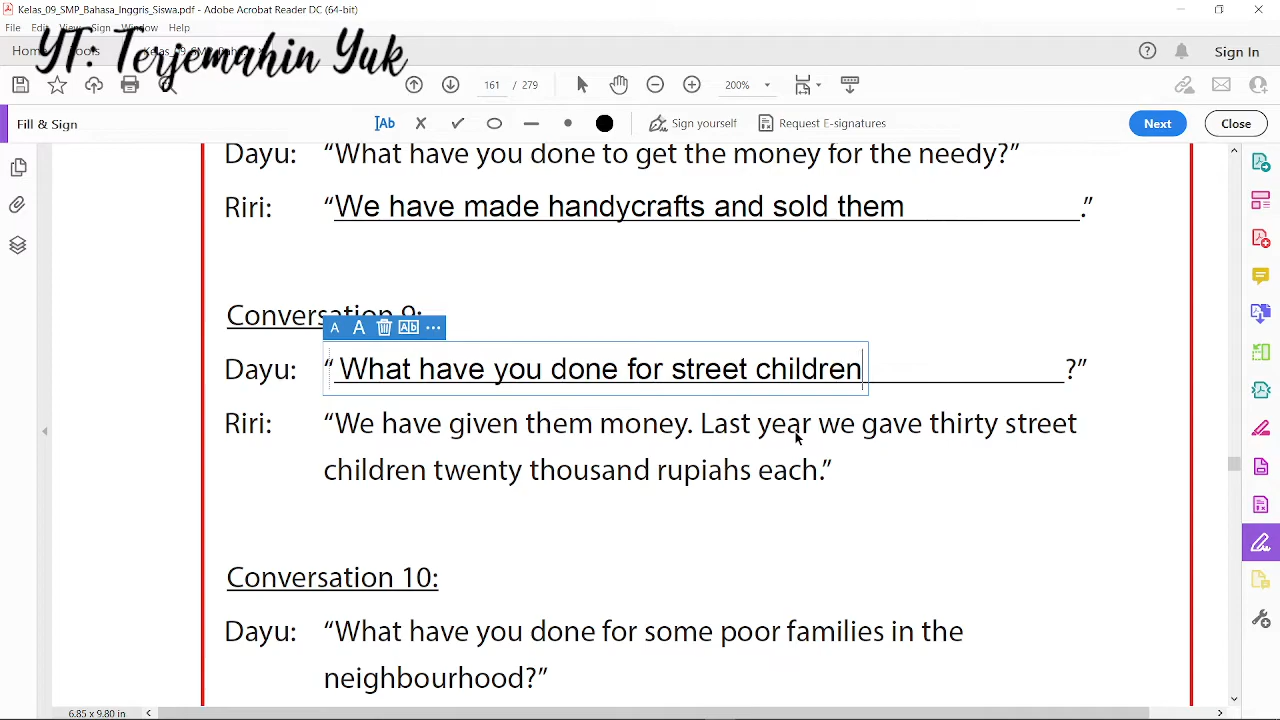 Kelas_09_SMP_Bahasa_Inggris_Siswa.pdf - Adobe Acrobat Reader DC (64-bit)
File Edit View Sign Window Help
YT: Terjemahin Yuk
Home Tools Sign In
161 / 279 200%
Fill & Sign Ab Sign yourself Request E-signatures Next Close
Dayu: “What have you done to get the money for the needy?”
Riri: “We have made handycrafts and sold them .”
Conversation 9:
A A Ab
Dayu: “ What have you done for street children ?”
Riri: “We have given them money. Last year we gave thirty street
children twenty thousand rupiahs each.”
Conversation 10:
Dayu: “What have you done for some poor families in the
neighbourhood?”
6.85 x 9.80 in